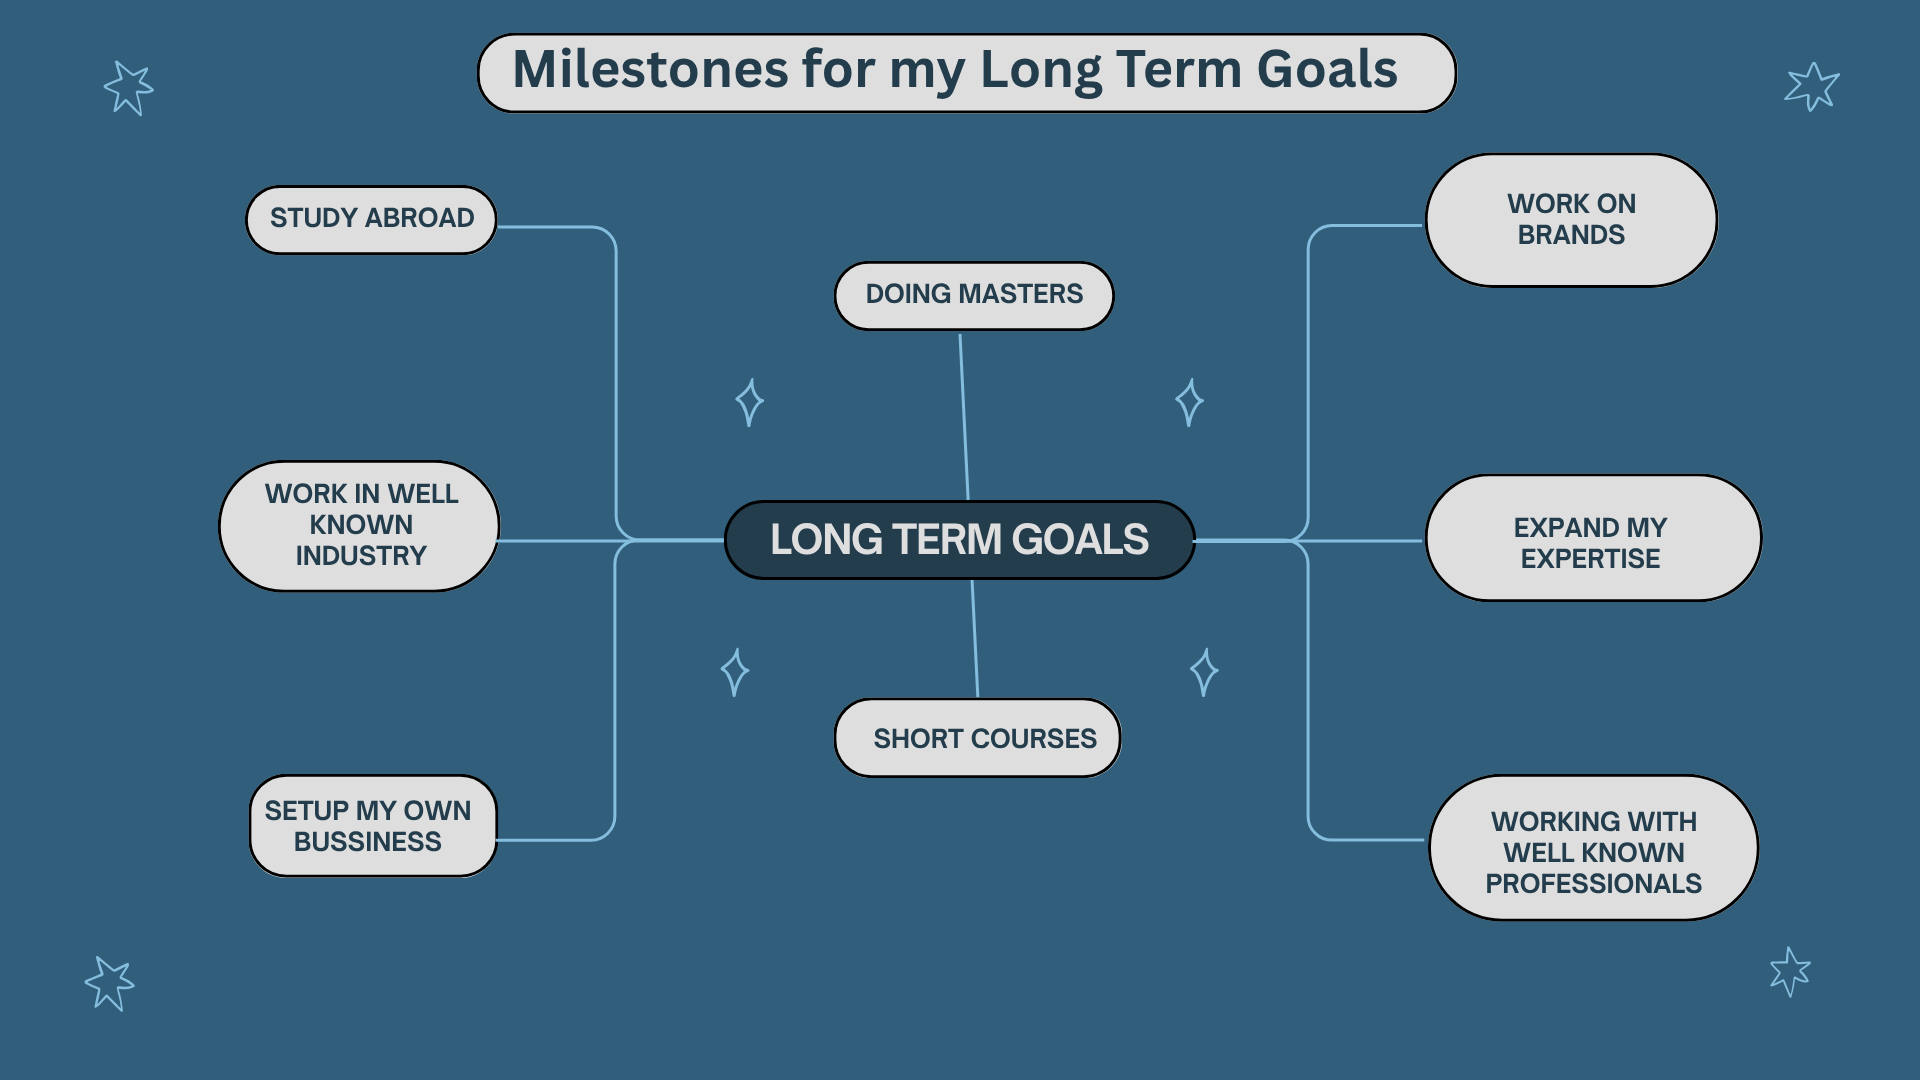 Milestones for my Long Term Goals
STUDY ABROAD
WORK ON
BRANDS
DOING MASTERS
WORK IN WELL
KNOWN
INDUSTRY
LONG TERM GOALS
EXPAND MY
EXPERTISE
SHORT COURSES
SETUP MY OWN
BUSSINESS
WORKING WITH
WELL KNOWN
PROFESSIONALS